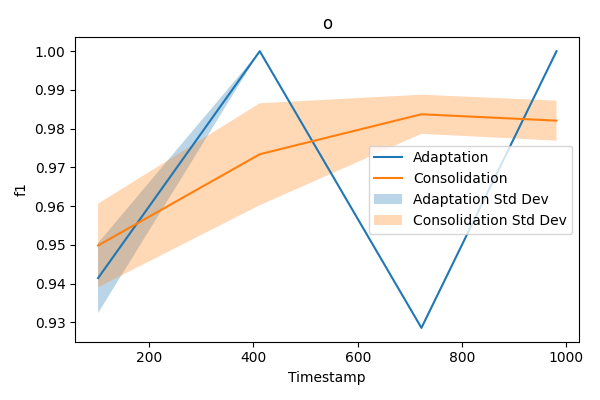 o
1.00
0.99
0.98
0.97
0.96
0.95
0.94
0.93
f1
Adaptation
Consolidation
Adaptation Std Dev
Consolidation Std Dev
200
400
600
800
1000
Timestamp